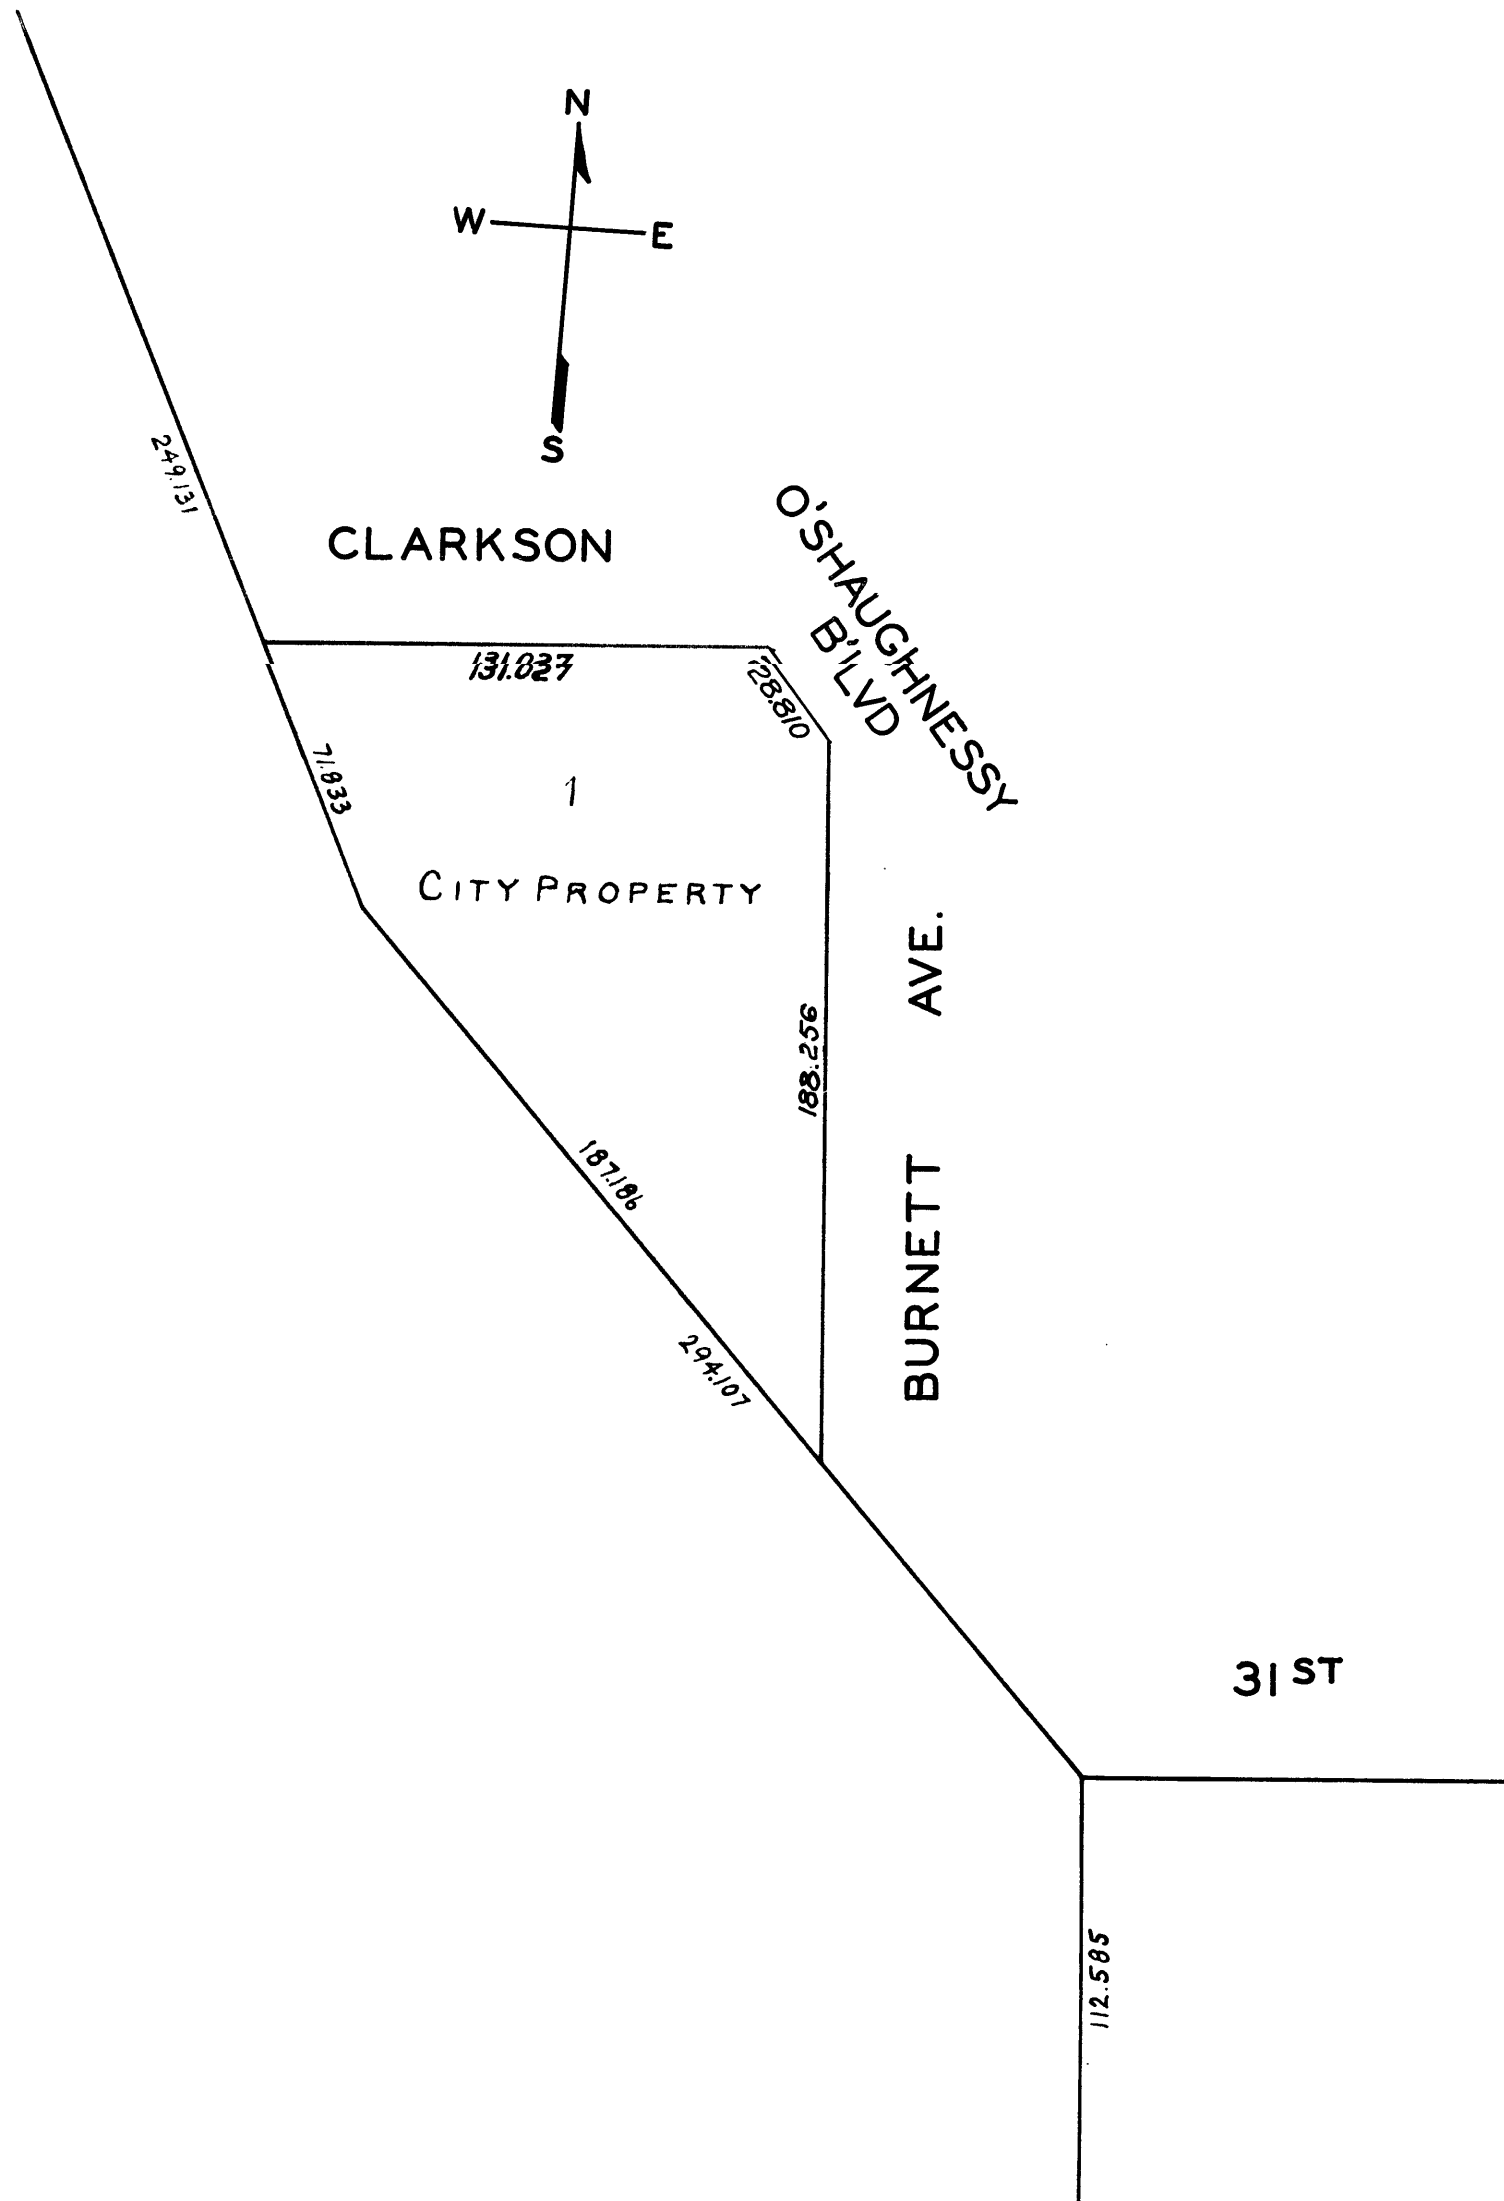 N
W E
S
249.131
CLARKSON
O'SHAUGHNESSY
B'LVD
131.027
28.810
71.833
1
CITY PROPERTY
188.256
BURNETT AVE.
187.186
294.107
31ST
112.585